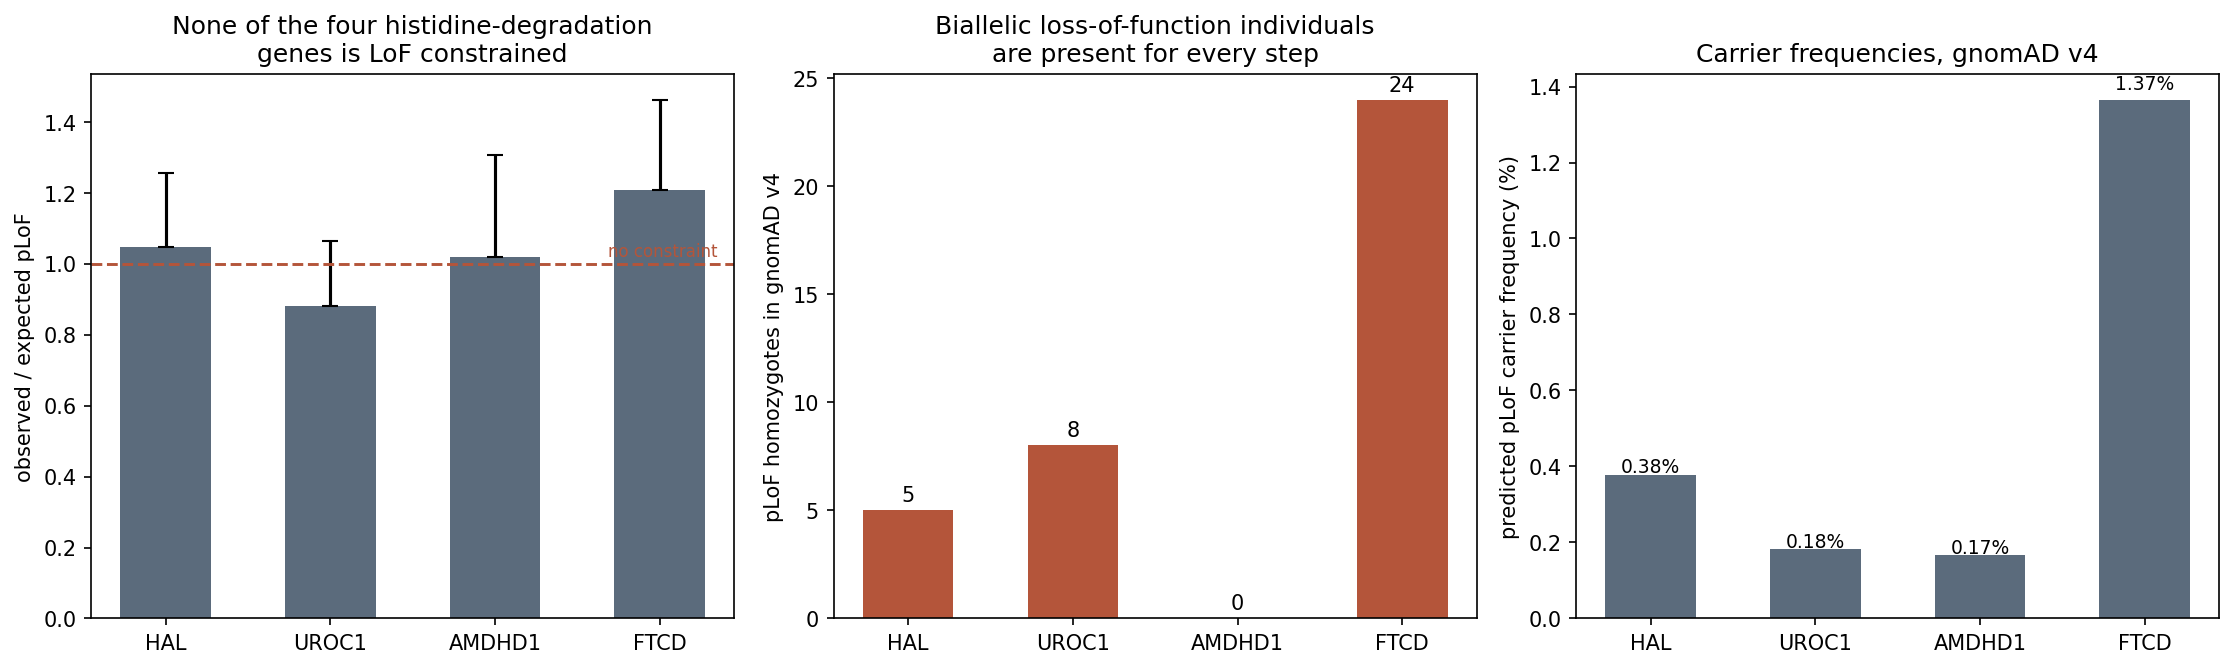 None of the four histidine-degradation
genes is LoF constrained
observed / expected pLoF
1.4
1.2
1.0
0.8
0.6
0.4
0.2
0.0
no constraint
HAL
UROC1
AMDHD1
FTCD
Biallelic loss-of-function individuals
are present for every step
pLoF homozygotes in gnomAD v4
25
20
15
10
5
0
5
8
0
24
HAL
UROC1
AMDHD1
FTCD
Carrier frequencies, gnomAD v4
predicted pLoF carrier frequency (%)
1.4
1.2
1.0
0.8
0.6
0.4
0.2
0.0
0.38%
0.18%
0.17%
1.37%
HAL
UROC1
AMDHD1
FTCD